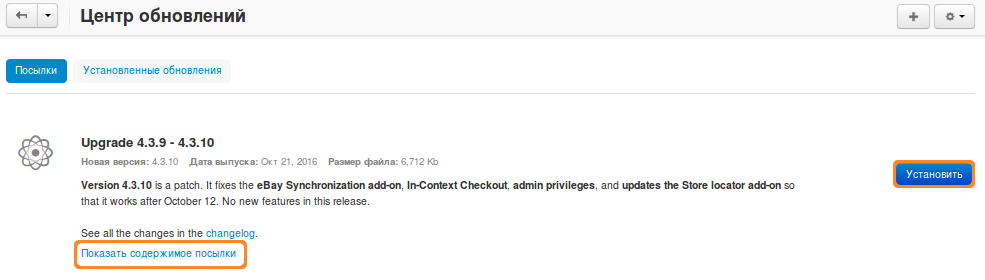 Центр обновлений
Посылки Установленные обновления
Upgrade 4.3.9 - 4.3.10
Новая версия: 4.3.10 Дата выпуска: Окт 21, 2016 Размер файла: 6,712 Kb
Version 4.3.10 is a patch. It fixes the eBay Synchronization add-on, In-Context Checkout, admin privileges, and updates the Store locator add-on so
that it works after October 12. No new features in this release.
Установить
See all the changes in the changelog.
Показать содержимое посылки